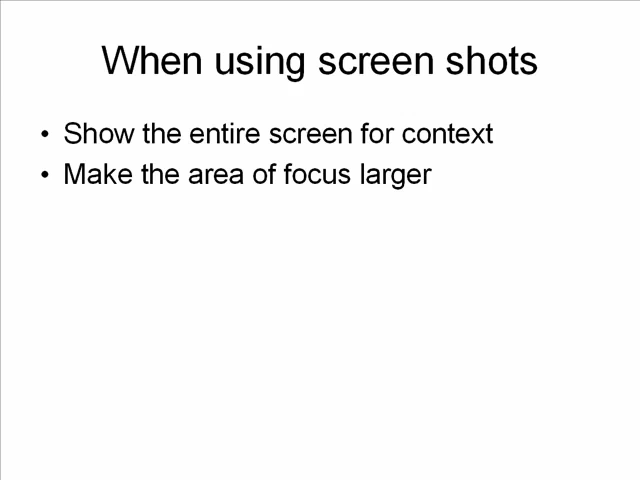 When using screen shots
• Show the entire screen for context
• Make the area of focus larger